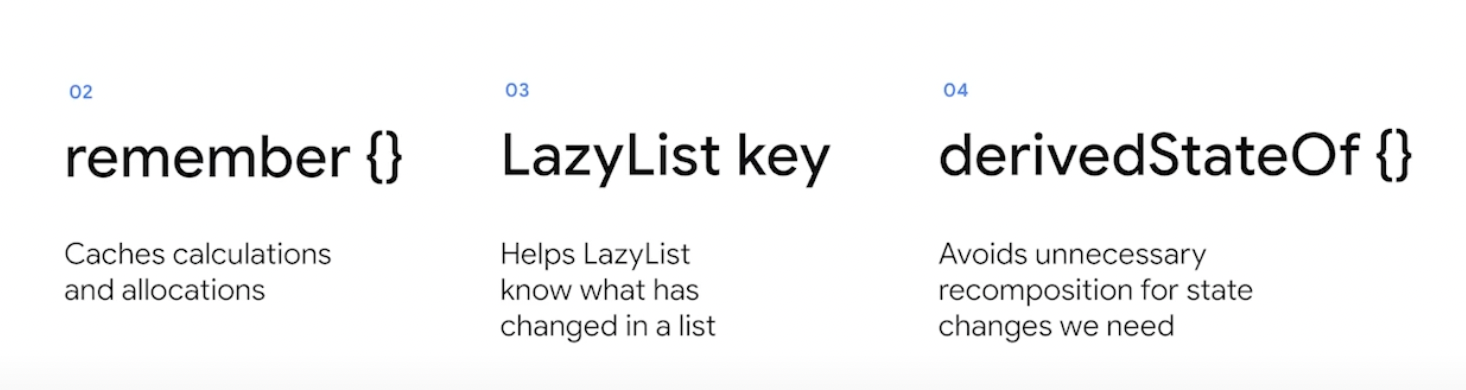 02
remember {}
Caches calculations
and allocations
03
LazyList key
Helps LazyList
know what has
changed in a list
04
derivedStateOf {}
Avoids unnecessary
recomposition for state
changes we need